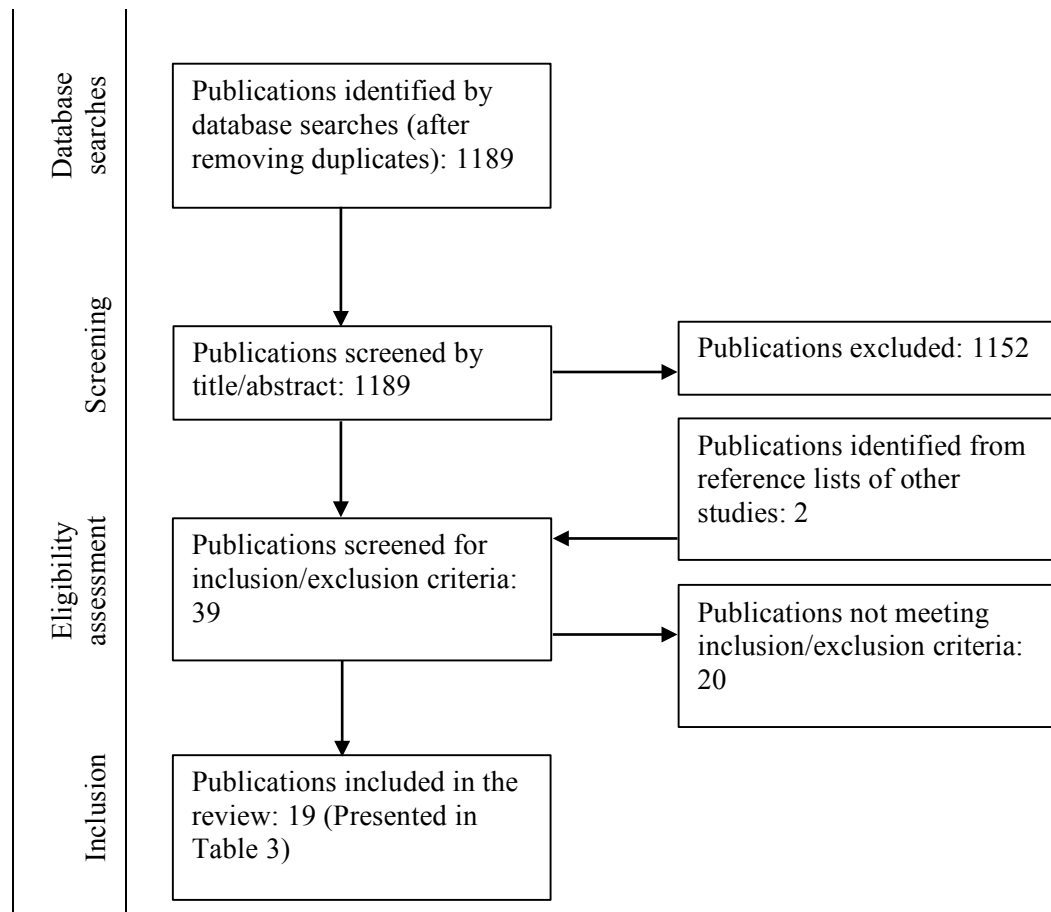 Database
searches
Publications identified by
database searches (after
removing duplicates): 1189
Screening
Publications screened by
title/abstract: 1189
Publications excluded: 1152
Publications identified from
reference lists of other
studies: 2
Eligibility
assessment
Publications screened for
inclusion/exclusion criteria:
39
Publications not meeting
inclusion/exclusion criteria:
20
Inclusion
Publications included in the
review: 19 (Presented in
Table 3)